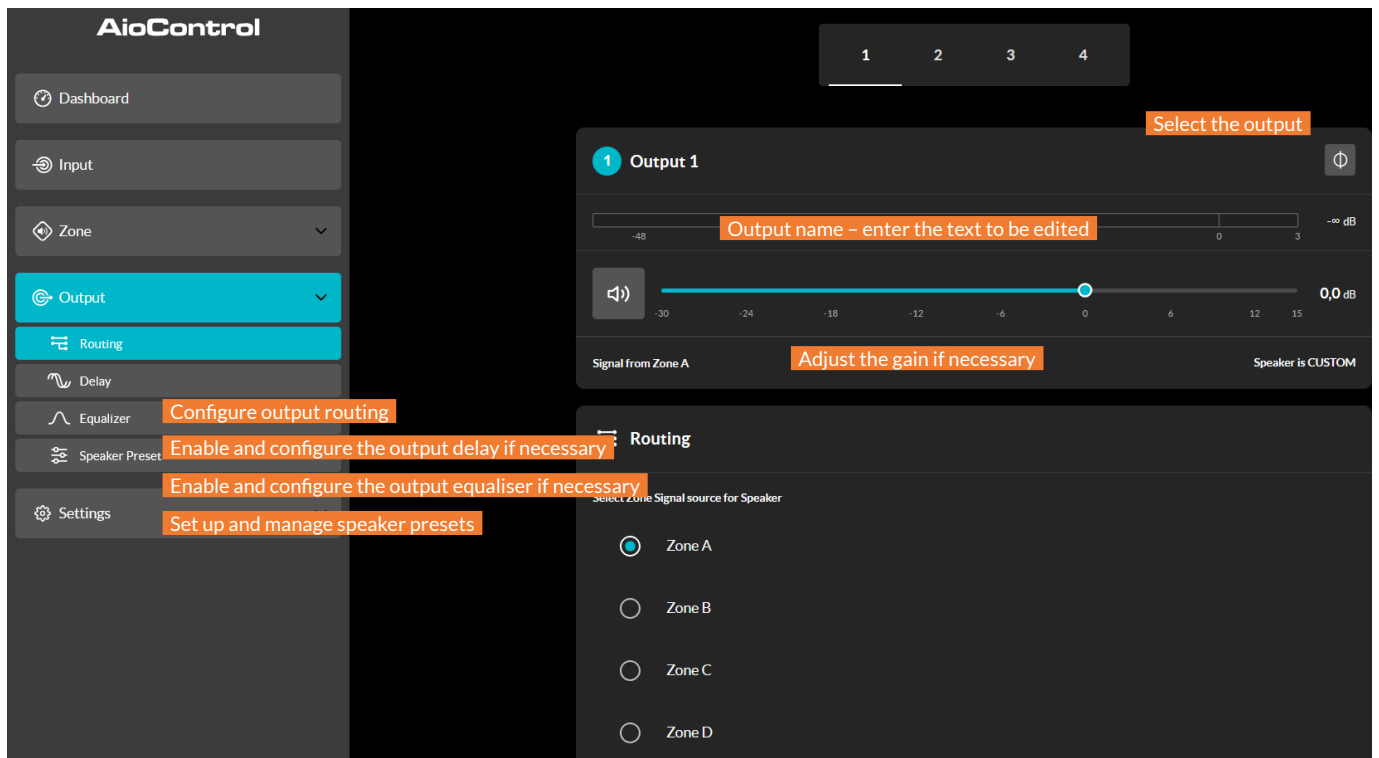 AioControl
Dashboard
Input
Zone
Output
Routing
Delay
Equalizer
Configure output routing
Speaker Preset
Enable and configure the output delay if necessary
Enable and configure the output equaliser if necessary
Settings
Set up and manage speaker presets
1 2 3 4
Select the output
1 Output 1
-∞ dB
Output name – enter the text to be edited
-48 0 3
0,0 dB
-30 -24 -18 -12 -6 0 6 12 15
Signal from Zone A
Adjust the gain if necessary
Speaker is CUSTOM
Routing
Select Zone Signal source for Speaker
Zone A
Zone B
Zone C
Zone D